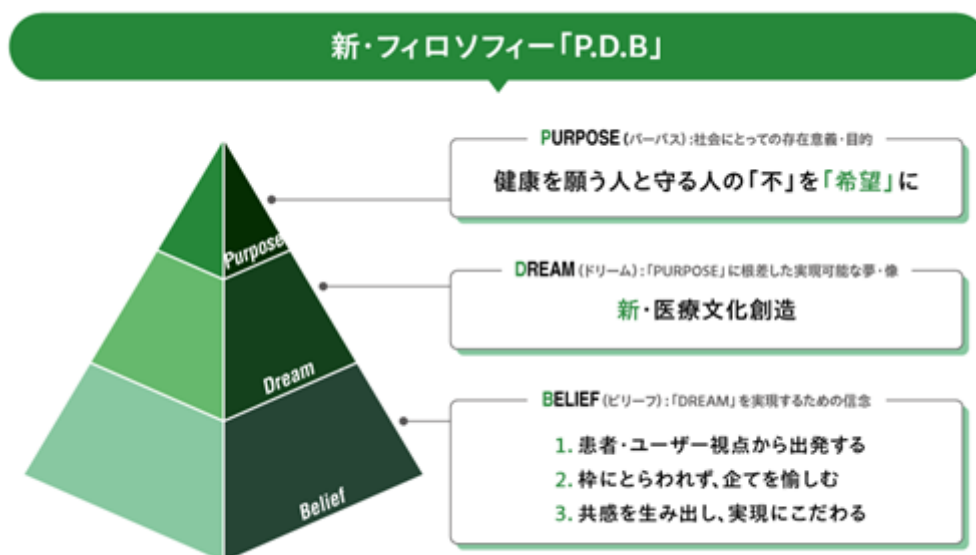 新・フィロソフィー「P.D.B」
PURPOSE(パーパス):社会にとっての存在意義・目的
健康を願う人と守る人の「不」を「希望」に
Purpose
DREAM(ドリーム):「PURPOSE」に根差した実現可能な夢・像
新・医療文化創造
Dream
BELIEF(ビリーフ):「DREAM」を実現するための信念
1. 患者・ユーザー視点から出発する
2. 枠にとらわれず、企てを愉しむ
3. 共感を生み出し、実現にこだわる
Belief